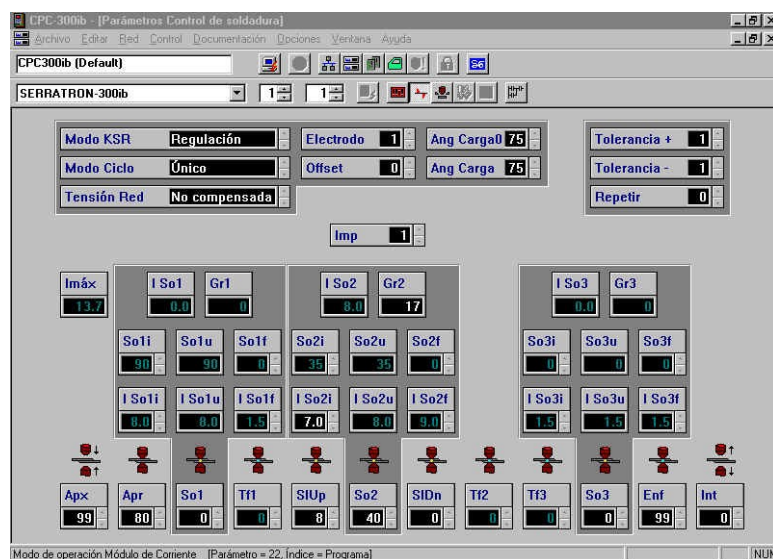 CPC-300ib - [Parámetros Control de soldadura]
Archivo Editar Red Control Documentación Opciones Ventana Ayuda
CPC300ib (Default)
SERRATRON-300ib 1 1
Modo KSR Regulación Electrodo 1 Ang Carga0 75 Tolerancia + 1
Modo Ciclo Único Offset 0 Ang Carga 75 Tolerancia - 1
Tensión Red No compensada Repetir 0
Imp 1
Imáx I So1 Gr1 I So2 Gr2 I So3 Gr3
13.7 0.0 0 8.0 17 0.0 0
So1i So1u So1f So2i So2u So2f So3i So3u So3f
90 90 0 35 35 0 0 0 0
I So1i I So1u I So1f I So2i I So2u I So2f I So3i I So3u I So3f
8.0 8.0 1.5 7.0 8.0 9.0 1.5 1.5 1.5
Apx Apr So1 Tf1 SlUp So2 SlDn Tf2 Tf3 So3 Enf Int
99 80 0 0 8 40 0 0 0 0 99 0
Modo de operación Módulo de Corriente [Parámetro = 22, Índice = Programa] NUM